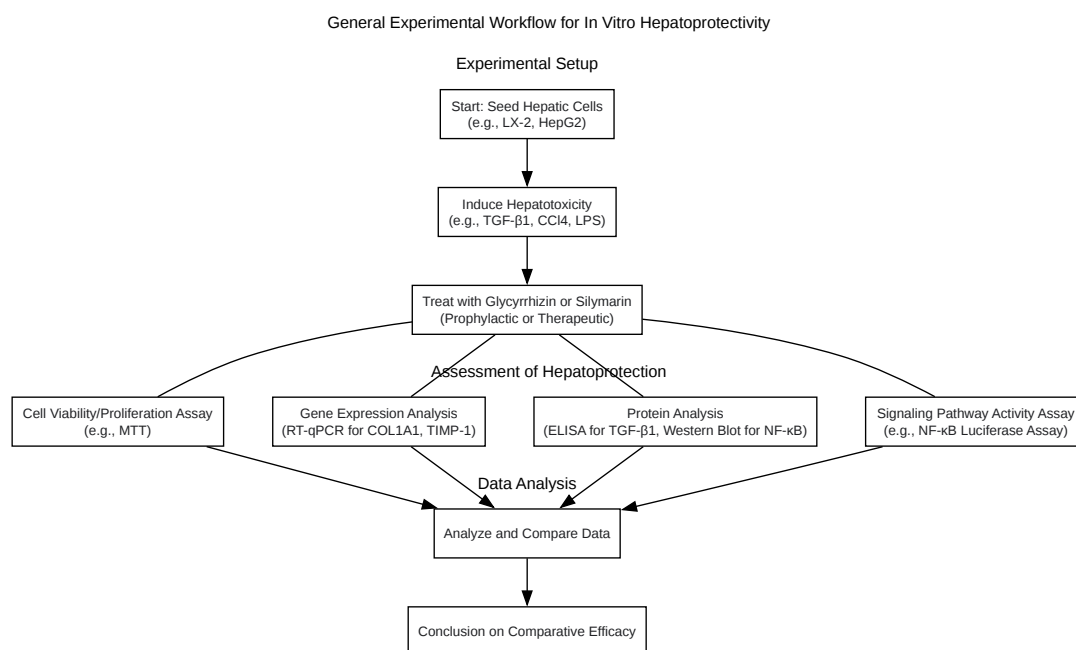 General Experimental Workflow for In Vitro Hepatoprotectivity
Experimental Setup
Start: Seed Hepatic Cells
(e.g., LX-2, HepG2)
Induce Hepatotoxicity
(e.g., TGF-β1, CCl4, LPS)
Treat with Glycyrrhizin or Silymarin
(Prophylactic or Therapeutic)
Assessment of Hepatoprotection
Cell Viability/Proliferation Assay
(e.g., MTT)
Gene Expression Analysis
(RT-qPCR for COL1A1, TIMP-1)
Protein Analysis
(ELISA for TGF-β1, Western Blot for NF-κB)
Signaling Pathway Activity Assay
(e.g., NF-κB Luciferase Assay)
Data Analysis
Analyze and Compare Data
Conclusion on Comparative Efficacy